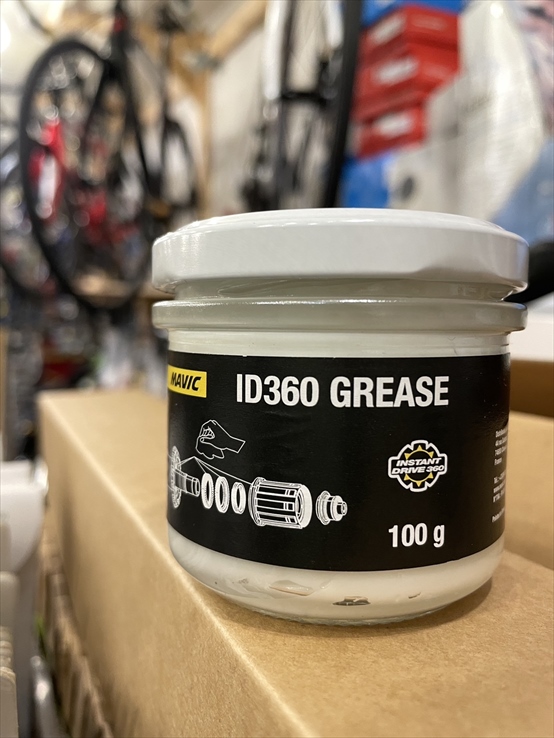 MAVIC
ID360 GREASE
INSTANT
DRIVE 360
100 g